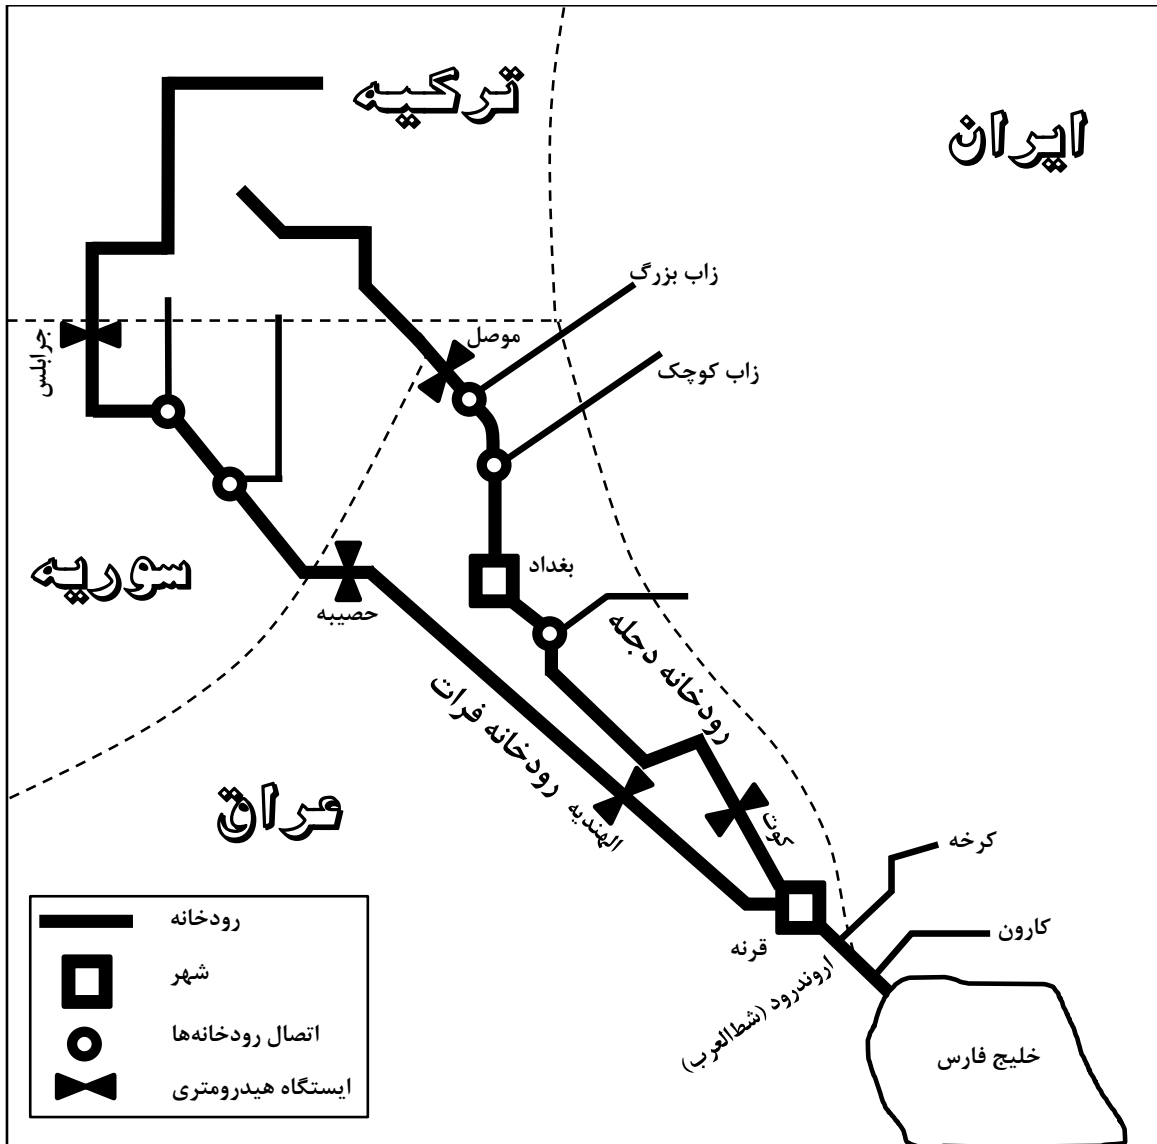 ترکیه
ایران
زاب بزرگ
موصل
جرابلس
زاب کوچک
سوریه
بغداد
حصیبه
رودخانه دجله
رودخانه فرات
عراق
الهندیه
کوت
کرخه
کارون
قرنه
اروندرود (شط‌العرب)
خلیج فارس
رودخانه
شهر
اتصال رودخانه‌ها
ایستگاه هیدرومتری